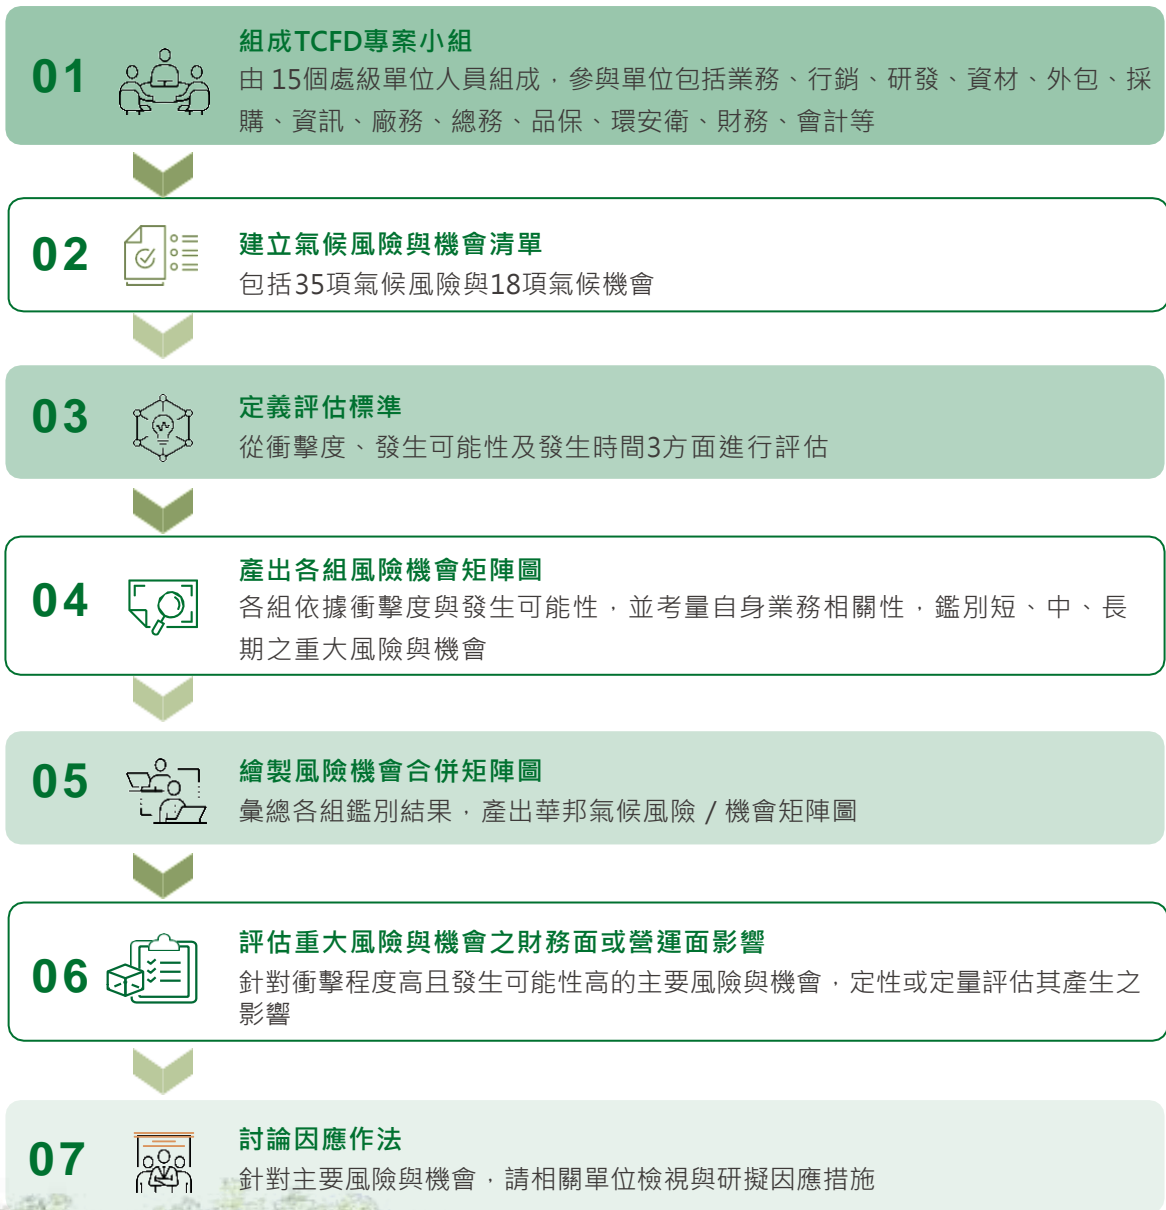 01
組成TCFD專案小組
由 15個處級單位人員組成，參與單位包括業務、行銷、研發、資材、外包、採
購、資訊、廠務、總務、品保、環安衛、財務、會計等
02
建立氣候風險與機會清單
包括35項氣候風險與18項氣候機會
03
定義評估標準
從衝擊度、發生可能性及發生時間3方面進行評估
04
產出各組風險機會矩陣圖
各組依據衝擊度與發生可能性，並考量自身業務相關性，鑑別短、中、長
期之重大風險與機會
05
繪製風險機會合併矩陣圖
彙總各組鑑別結果，產出華邦氣候風險 / 機會矩陣圖
06
評估重大風險與機會之財務面或營運面影響
針對衝擊程度高且發生可能性高的主要風險與機會，定性或定量評估其產生之
影響
07
討論因應作法
針對主要風險與機會，請相關單位檢視與研擬因應措施